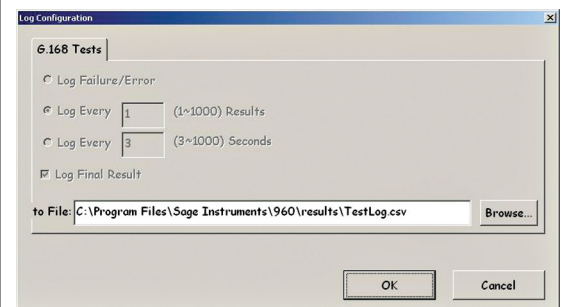 Log Configuration
G.168 Tests
Log Failure/Error
Log Every 1 (1~1000) Results
Log Every 3 (3~1000) Seconds
Log Final Result
to File: C:\Program Files\Sage Instruments\960\results\TestLog.csv Browse...
OK Cancel